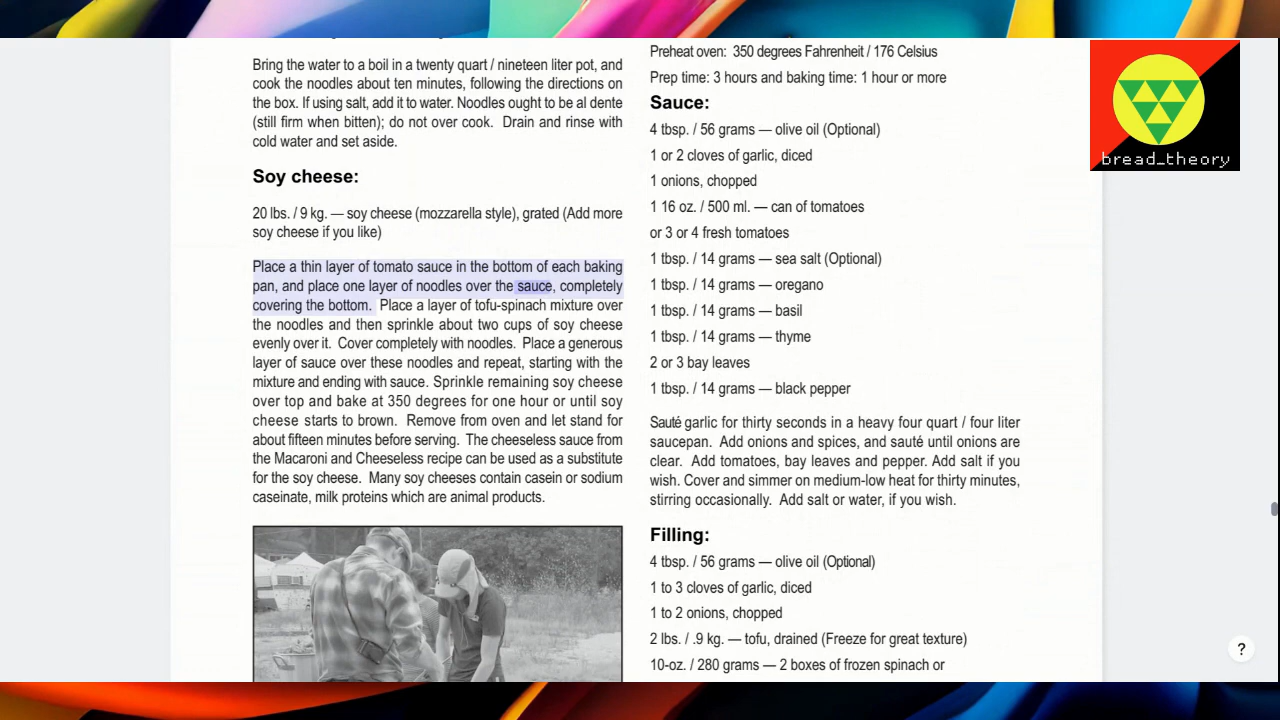 Bring the water to a boil in a twenty quart / nineteen liter pot, and
cook the noodles about ten minutes, following the directions on
the box. If using salt, add it to water. Noodles ought to be al dente
(still firm when bitten); do not over cook.  Drain and rinse with
cold water and set aside.
Soy cheese:
20 lbs. / 9 kg. — soy cheese (mozzarella style), grated (Add more
soy cheese if you like)
Place a thin layer of tomato sauce in the bottom of each baking
pan, and place one layer of noodles over the sauce, completely
covering the bottom.  Place a layer of tofu-spinach mixture over
the noodles and then sprinkle about two cups of soy cheese
evenly over it.  Cover completely with noodles.  Place a generous
layer of sauce over these noodles and repeat, starting with the
mixture and ending with sauce. Sprinkle remaining soy cheese
over top and bake at 350 degrees for one hour or until soy
cheese starts to brown.  Remove from oven and let stand for
about fifteen minutes before serving.  The cheeseless sauce from
the Macaroni and Cheeseless recipe can be used as a substitute
for the soy cheese.  Many soy cheeses contain casein or sodium
caseinate, milk proteins which are animal products.
Preheat oven:  350 degrees Fahrenheit / 176 Celsius
Prep time: 3 hours and baking time: 1 hour or more
Sauce:
4 tbsp. / 56 grams — olive oil (Optional)
1 or 2 cloves of garlic, diced
1 onions, chopped
1 16 oz. / 500 ml. — can of tomatoes
or 3 or 4 fresh tomatoes
1 tbsp. / 14 grams — sea salt (Optional)
1 tbsp. / 14 grams — oregano
1 tbsp. / 14 grams — basil
1 tbsp. / 14 grams — thyme
2 or 3 bay leaves
1 tbsp. / 14 grams — black pepper
Sauté garlic for thirty seconds in a heavy four quart / four liter
saucepan.  Add onions and spices, and sauté until onions are
clear.  Add tomatoes, bay leaves and pepper. Add salt if you
wish. Cover and simmer on medium-low heat for thirty minutes,
stirring occasionally.  Add salt or water, if you wish.
Filling:
4 tbsp. / 56 grams — olive oil (Optional)
1 to 3 cloves of garlic, diced
1 to 2 onions, chopped
2 lbs. / .9 kg. — tofu, drained (Freeze for great texture)
10-oz. / 280 grams — 2 boxes of frozen spinach or
bread_theory
?